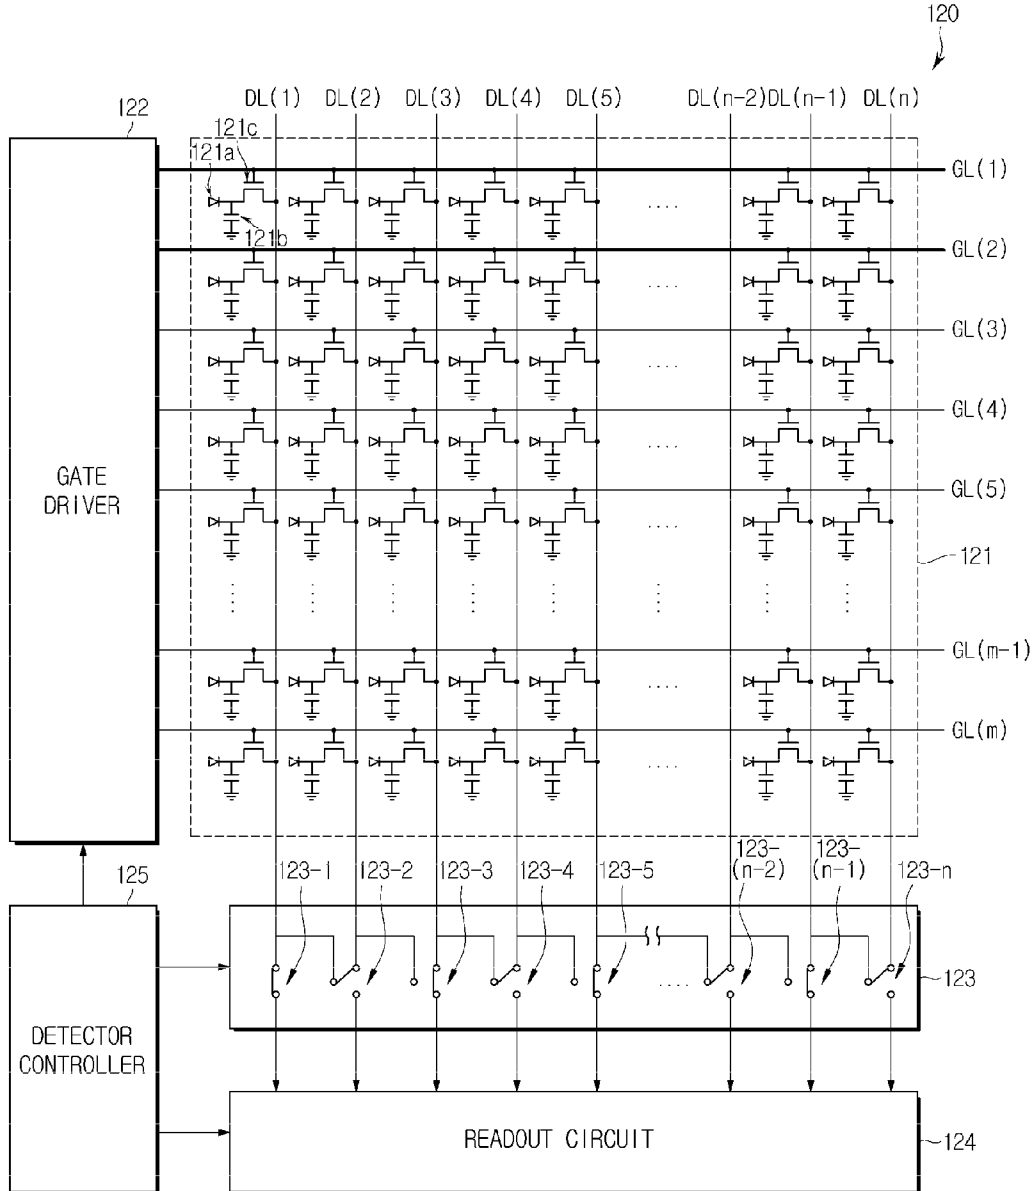 120
122
DL(1) DL(2) DL(3) DL(4) DL(5) DL(n-2) DL(n-1) DL(n)
121c
121a
GL(1)
121b
GL(2)
GL(3)
GL(4)
GATE
DRIVER
GL(5)
121
....
....
....
....
....
GL(m-1)
....
GL(m)
....
125
123-1 123-2 123-3 123-4 123-5 123-
(n-2) 123-
(n-1) 123-n
....
123
DETECTOR
CONTROLLER
READOUT CIRCUIT
124